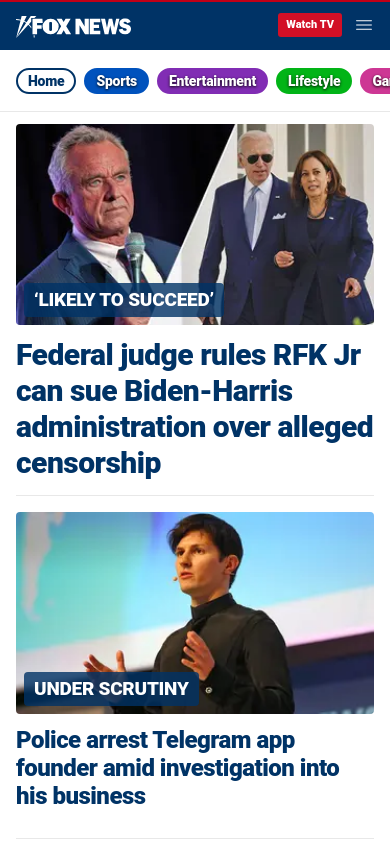 FOX NEWS
Watch TV
Home
Sports
Entertainment
Lifestyle
‘LIKELY TO SUCCEED’
Federal judge rules RFK Jr
can sue Biden-Harris
administration over alleged
censorship
UNDER SCRUTINY
Police arrest Telegram app
founder amid investigation into
his business